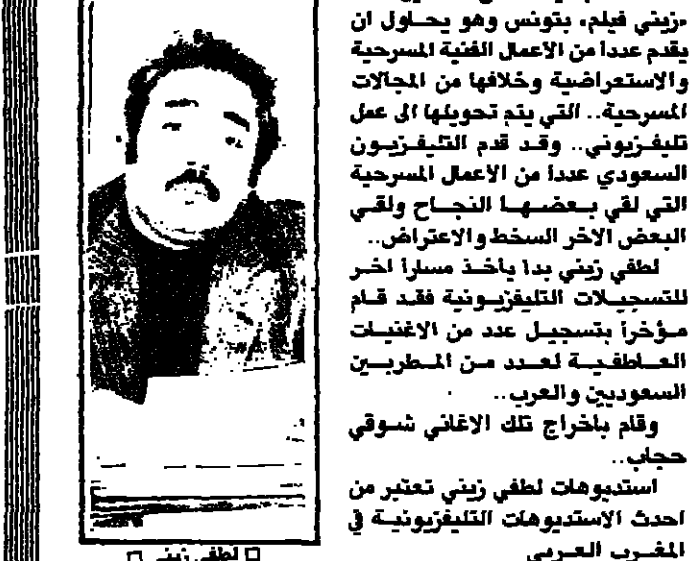 «زيني فيلم» بتونس وهو يحاول ان
يقدم عددا من الاعمال الفنية المسرحية
والاستعراضية وخلافها من المجالات
المسرحية.. التي يتم تحويلها الى عمل
تليفزيوني.. وقد قدم التليفزيون
السعودي عددا من الاعمال المسرحية
التي لقي بعضها النجاح ولقي
البعض الاخر السخط والاعتراض..
لطفي زيني بدا يأخذ مسارا اخر
للتسجيلات التليفزيونية فقد قام
مؤخرا بتسجيل عدد من الاغنيات
العاطفية لعدد من المطربين
السعوديين والعرب..
وقام باخراج تلك الاغاني شوقي
حجاب..
استديوهات لطفي زيني تعتبر من
احدث الاستديوهات التليفزيونية في
المغرب العربي
□ لطفي زيني □